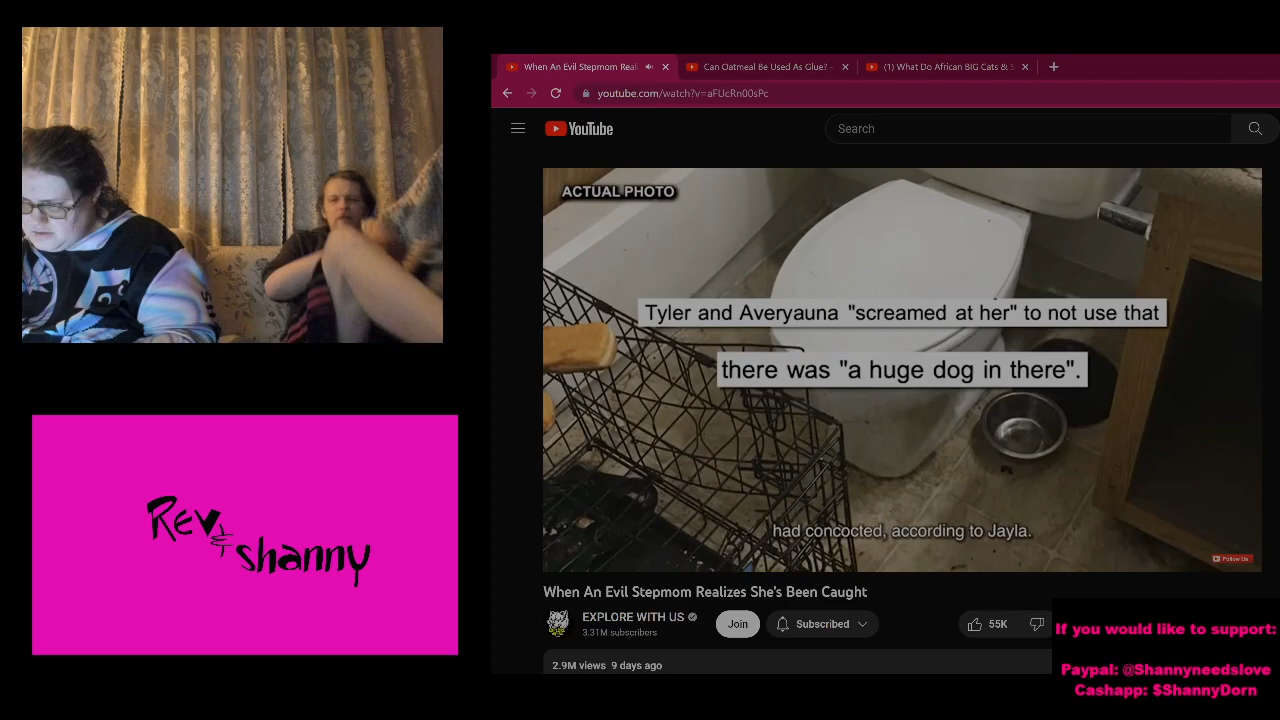 When An Evil Stepmom Reali
Can Oatmeal Be Used As Glue? -
(1) What Do African BIG Cats &
youtube.com/watch?v=aFUcRn00sPc
YouTube
Search
ACTUAL PHOTO
Tyler and Averyauna "screamed at her" to not use that
there was "a huge dog in there".
had concocted, according to Jayla.
Follow Us
When An Evil Stepmom Realizes She's Been Caught
EXPLORE WITH US
3.31M subscribers
Join
Subscribed
55K
2.9M views 9 days ago
Rev
&
shanny
If you would like to support:
Paypal: @Shannyneedslove
Cashapp: $ShannyDorn